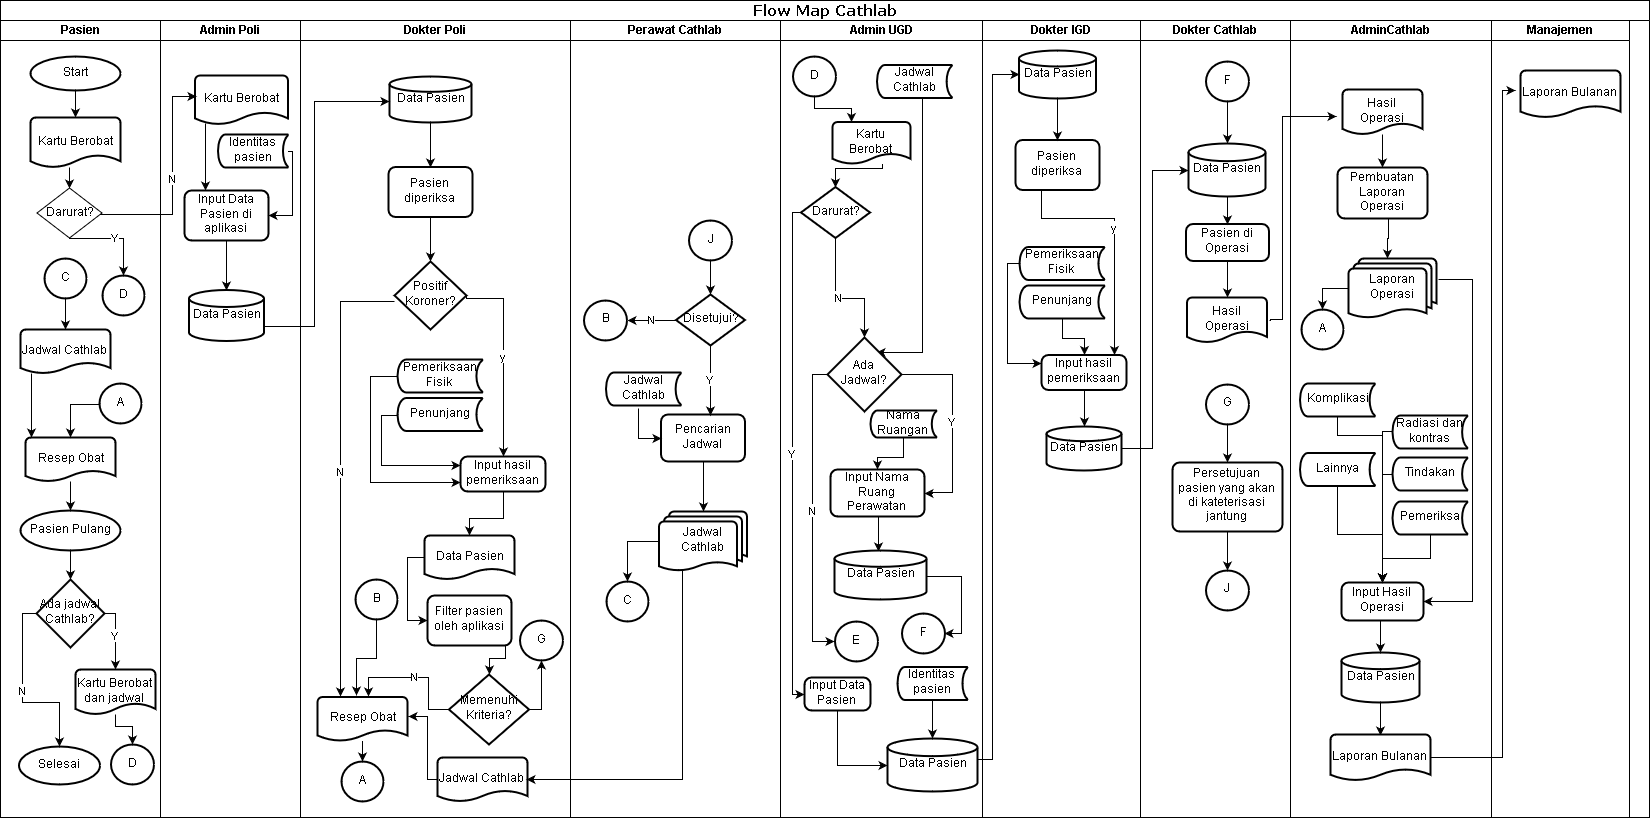 Flow Map Cathlab
Pasien
Admin Poli
Dokter Poli
Perawat Cathlab
Admin UGD
Dokter IGD
Dokter Cathlab
AdminCathlab
Manajemen
Start
Kartu Berobat
Darurat?
N
Y
D
C
Jadwal Cathlab
A
Resep Obat
Pasien Pulang
Ada jadwal
Cathlab?
Y
N
Kartu Berobat
dan jadwal
Selesai
D
Kartu Berobat
Identitas
pasien
Input Data
Pasien di
aplikasi
Data Pasien
Data Pasien
Pasien
diperiksa
Positif
Koroner?
y
N
Pemeriksaan
Fisik
Penunjang
Input hasil
pemeriksaan
Data Pasien
B
Filter pasien
oleh aplikasi
G
N
Memenuhi
Kriteria?
Resep Obat
A
Jadwal Cathlab
J
B
N
Disetujui?
Y
Jadwal
Cathlab
Pencarian
Jadwal
Jadwal
Cathlab
C
D
Jadwal
Cathlab
Kartu
Berobat
Darurat?
N
Ada
Jadwal?
Nama
Ruangan
Y
Y
Input Nama
Ruang
Perawatan
N
Data Pasien
E
F
Identitas
pasien
Input Data
Pasien
Data Pasien
Data Pasien
Pasien
diperiksa
y
Pemeriksaan
Fisik
Penunjang
Input hasil
pemeriksaan
Data Pasien
F
Data Pasien
Pasien di
Operasi
Hasil
Operasi
G
Persetujuan
pasien yang akan
di kateterisasi
jantung
J
Hasil
Operasi
Pembuatan
Laporan
Operasi
Laporan
Operasi
A
Komplikasi
Radiasi dan
kontras
Lainnya
Tindakan
Pemeriksa
Input Hasil
Operasi
Data Pasien
Laporan Bulanan
Laporan Bulanan